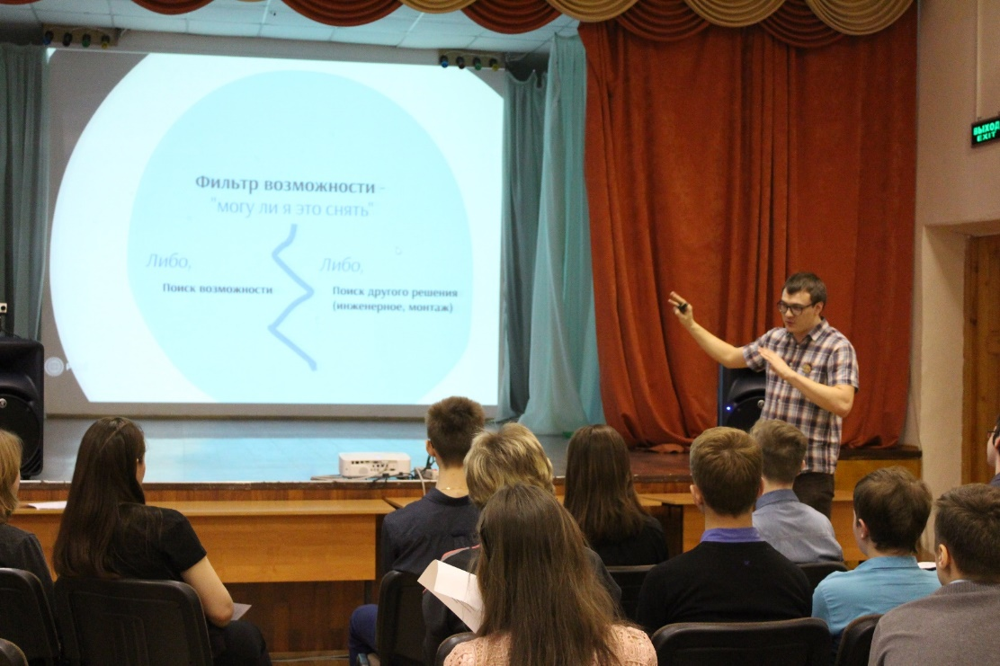 Фильтр возможности -
"могу ли я это снять"
Либо,
Поиск возможности
Либо,
Поиск другого решения
(инженерное, монтаж)
ВЫХОД
EXIT